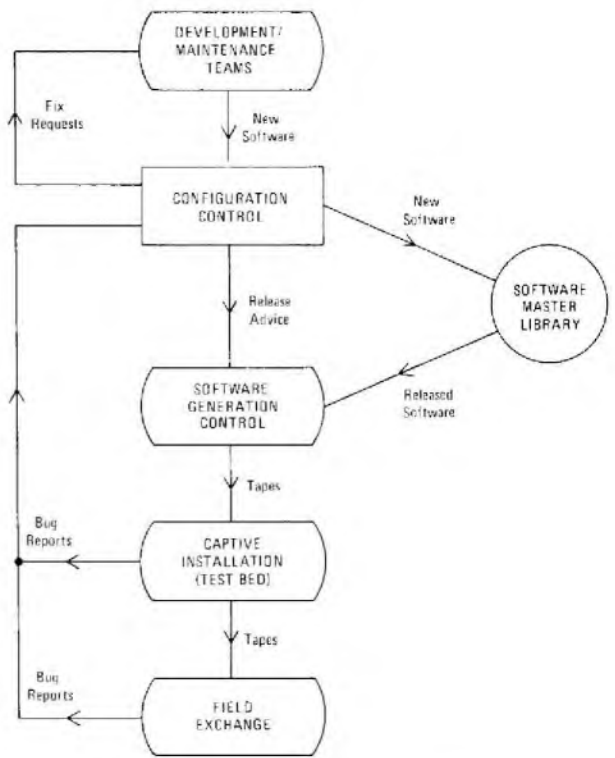 DEVELOPMENT/
MAINTENANCE
TEAMS
Fix
Requests
New
Software
CONFIGURATION
CONTROL
New
Software
SOFTWARE
MASTER
LIBRARY
Release
Advice
SOFTWARE
GENERATION
CONTROL
Released
Software
Tapes
Bug
Reports
CAPTIVE
INSTALLATION
(TEST BED)
Tapes
Bug
Reports
FIELD
EXCHANGE